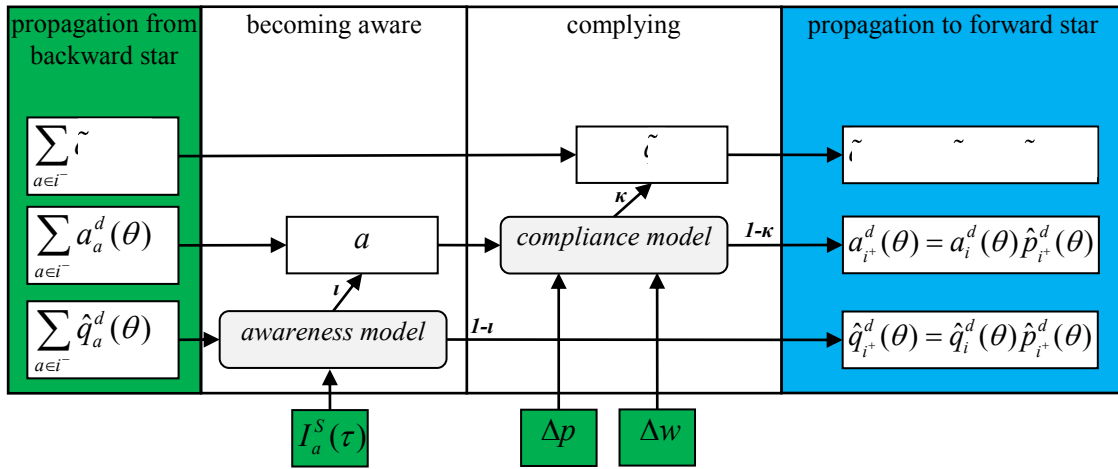 propagation from
backward star
becoming aware
complying
propagation to forward star
∑ a∈i⁻
κ
∑ a∈i⁻ a_a^d(θ)
a
compliance model
1-κ
a_{i⁺}^d(θ) = a_i^d(θ) p̂_{i⁺}^d(θ)
ι
∑ a∈i⁻ q̂_a^d(θ)
awareness model
1-ι
q̂_{i⁺}^d(θ) = q̂_i^d(θ) p̂_{i⁺}^d(θ)
I_a^S(τ)
Δp
Δw